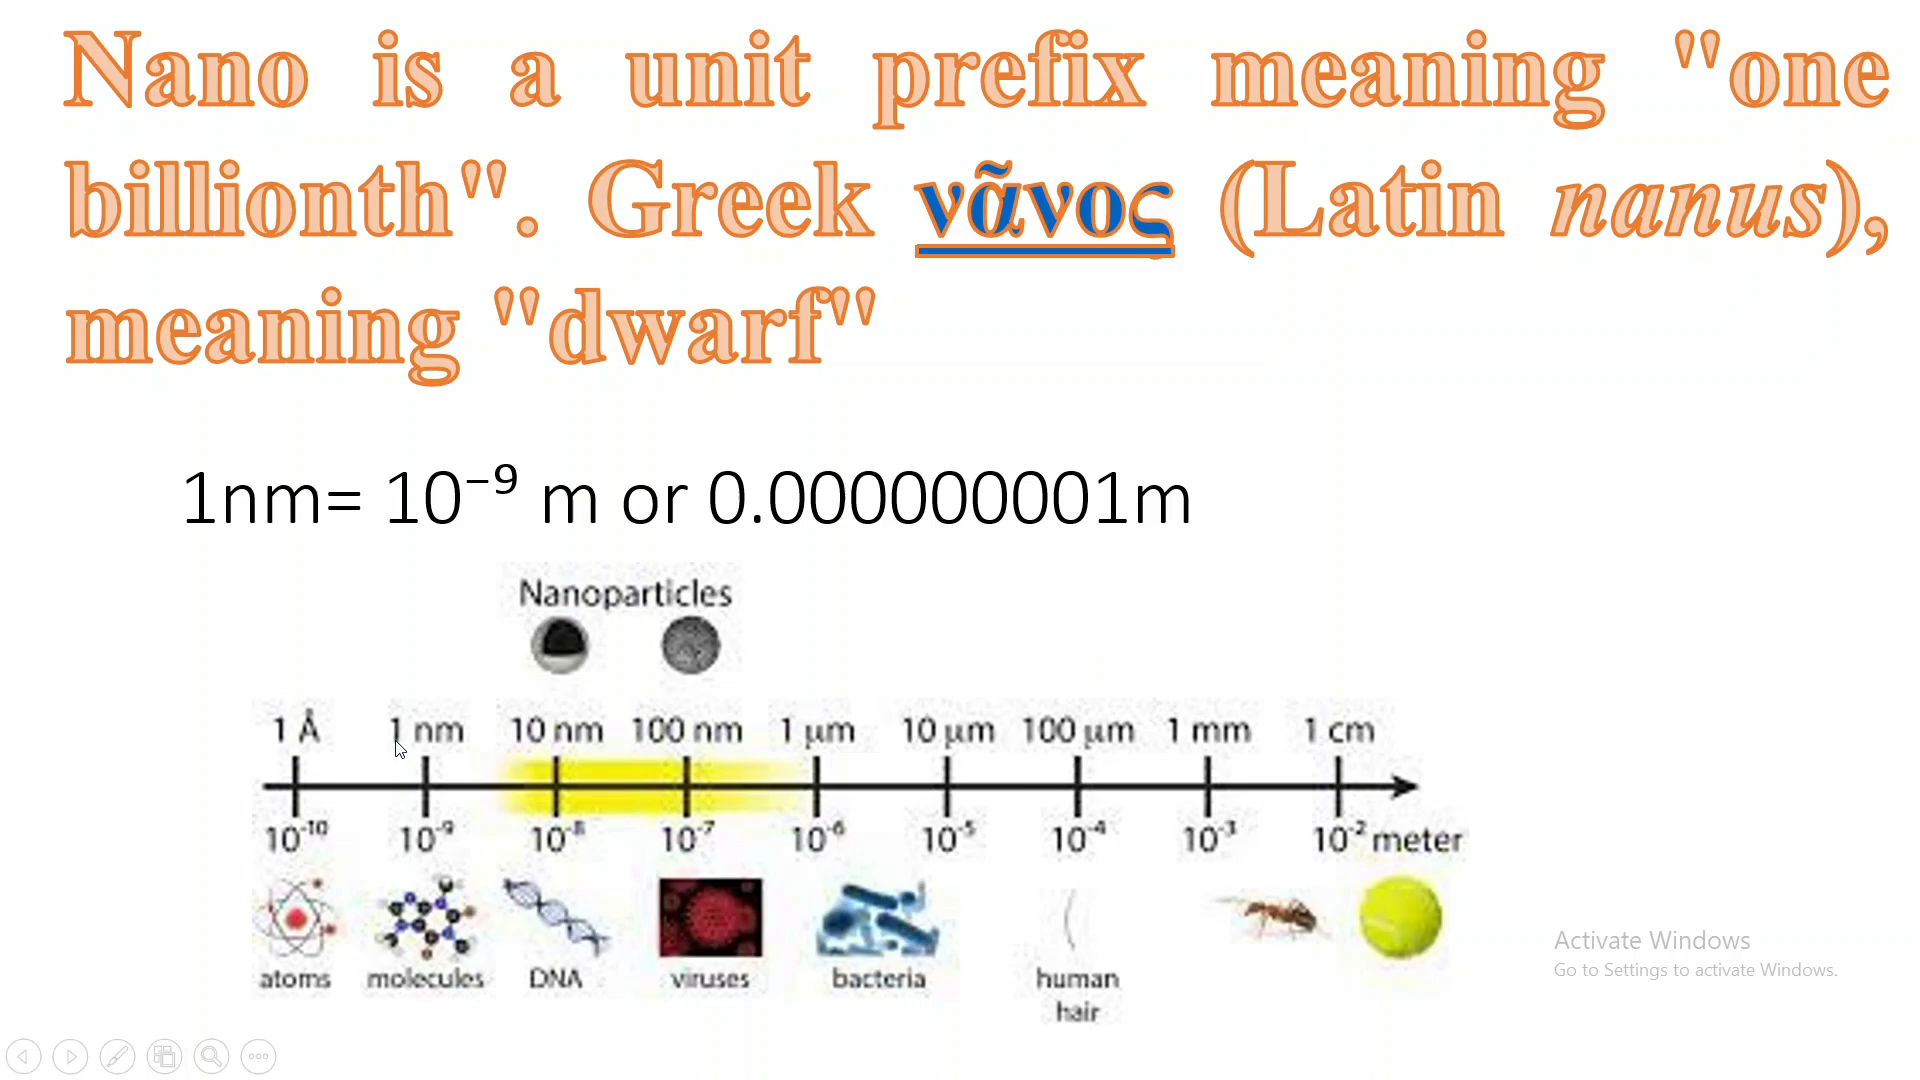 Nano is a unit prefix meaning "one
billionth". Greek νᾶνος (Latin nanus),
meaning "dwarf"
1nm= 10⁻⁹ m or 0.000000001m
Nanoparticles
1 Å 1 nm 10 nm 100 nm 1 µm 10 µm 100 µm 1 mm 1 cm
10⁻¹⁰ 10⁻⁹ 10⁻⁸ 10⁻⁷ 10⁻⁶ 10⁻⁵ 10⁻⁴ 10⁻³ 10⁻² meter
atoms molecules DNA viruses bacteria human
hair
Activate Windows
Go to Settings to activate Windows.